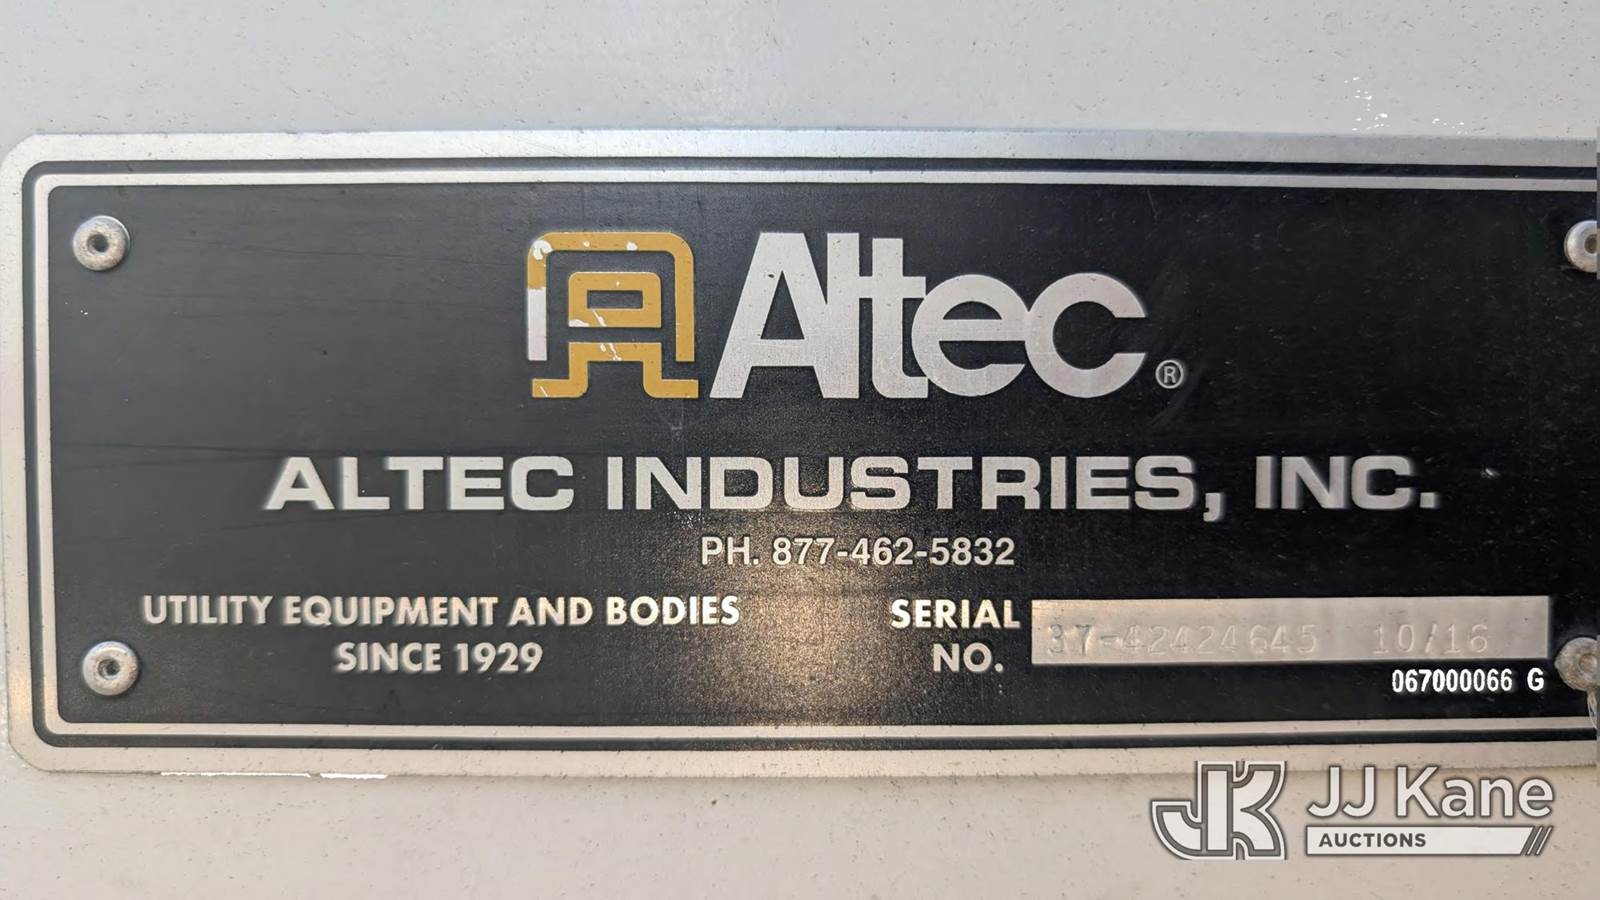 Altec®
ALTEC INDUSTRIES, INC.
PH. 877-462-5832
UTILITY EQUIPMENT AND BODIES
SINCE 1929
SERIAL
NO.
37-42424645 10/16
067000066 G
JJ Kane
AUCTIONS